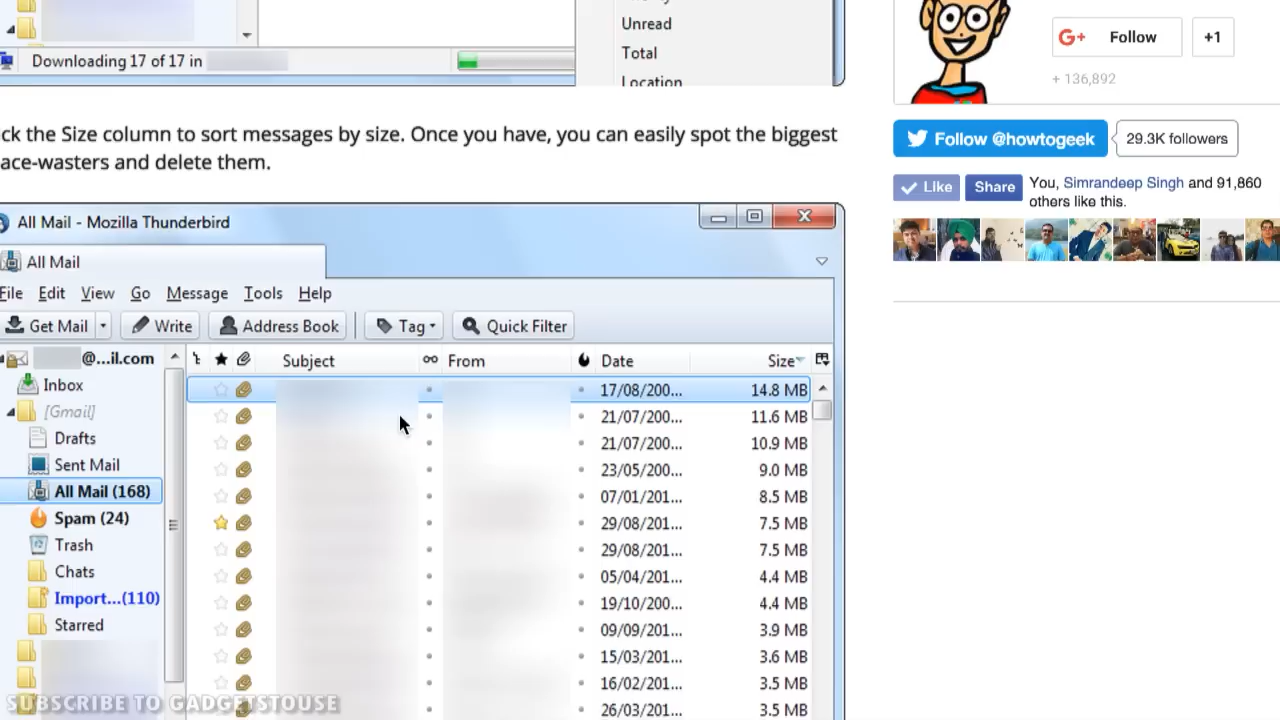 Unread
Total
Location
Downloading 17 of 17 in
ck the Size column to sort messages by size. Once you have, you can easily spot the biggest
ace-wasters and delete them.
All Mail - Mozilla Thunderbird
All Mail
File Edit View Go Message Tools Help
Get Mail Write Address Book Tag Quick Filter
@...il.com
Subject From Date Size
Inbox
[Gmail]
Drafts
Sent Mail
All Mail (168)
Spam (24)
Trash
Chats
Import...(110)
Starred
17/08/200... 14.8 MB
21/07/200... 11.6 MB
21/07/200... 10.9 MB
23/05/200... 9.0 MB
07/01/201... 8.5 MB
29/08/201... 7.5 MB
29/08/201... 7.5 MB
05/04/201... 4.4 MB
19/10/200... 4.4 MB
09/09/201... 3.9 MB
15/03/201... 3.6 MB
16/02/201... 3.5 MB
26/03/201... 3.5 MB
SUBSCRIBE TO GADGETSTOUSE
G+ Follow +1
+ 136,892
Follow @howtogeek 29.3K followers
Like Share You, Simrandeep Singh and 91,860
others like this.